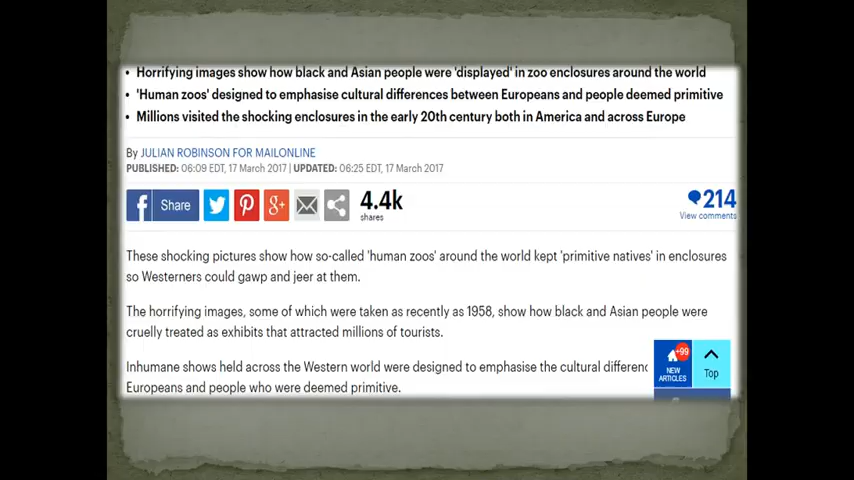 • Horrifying images show how black and Asian people were 'displayed' in zoo enclosures around the world
• 'Human zoos' designed to emphasise cultural differences between Europeans and people deemed primitive
• Millions visited the shocking enclosures in the early 20th century both in America and across Europe
By JULIAN ROBINSON FOR MAILONLINE
PUBLISHED: 06:09 EDT, 17 March 2017 | UPDATED: 06:25 EDT, 17 March 2017
f Share g+ 4.4k shares
214 View comments
These shocking pictures show how so-called 'human zoos' around the world kept 'primitive natives' in enclosures
so Westerners could gawp and jeer at them.
The horrifying images, some of which were taken as recently as 1958, show how black and Asian people were
cruelly treated as exhibits that attracted millions of tourists.
Inhumane shows held across the Western world were designed to emphasise the cultural differenc
Europeans and people who were deemed primitive.
+99
NEW ARTICLES
Top